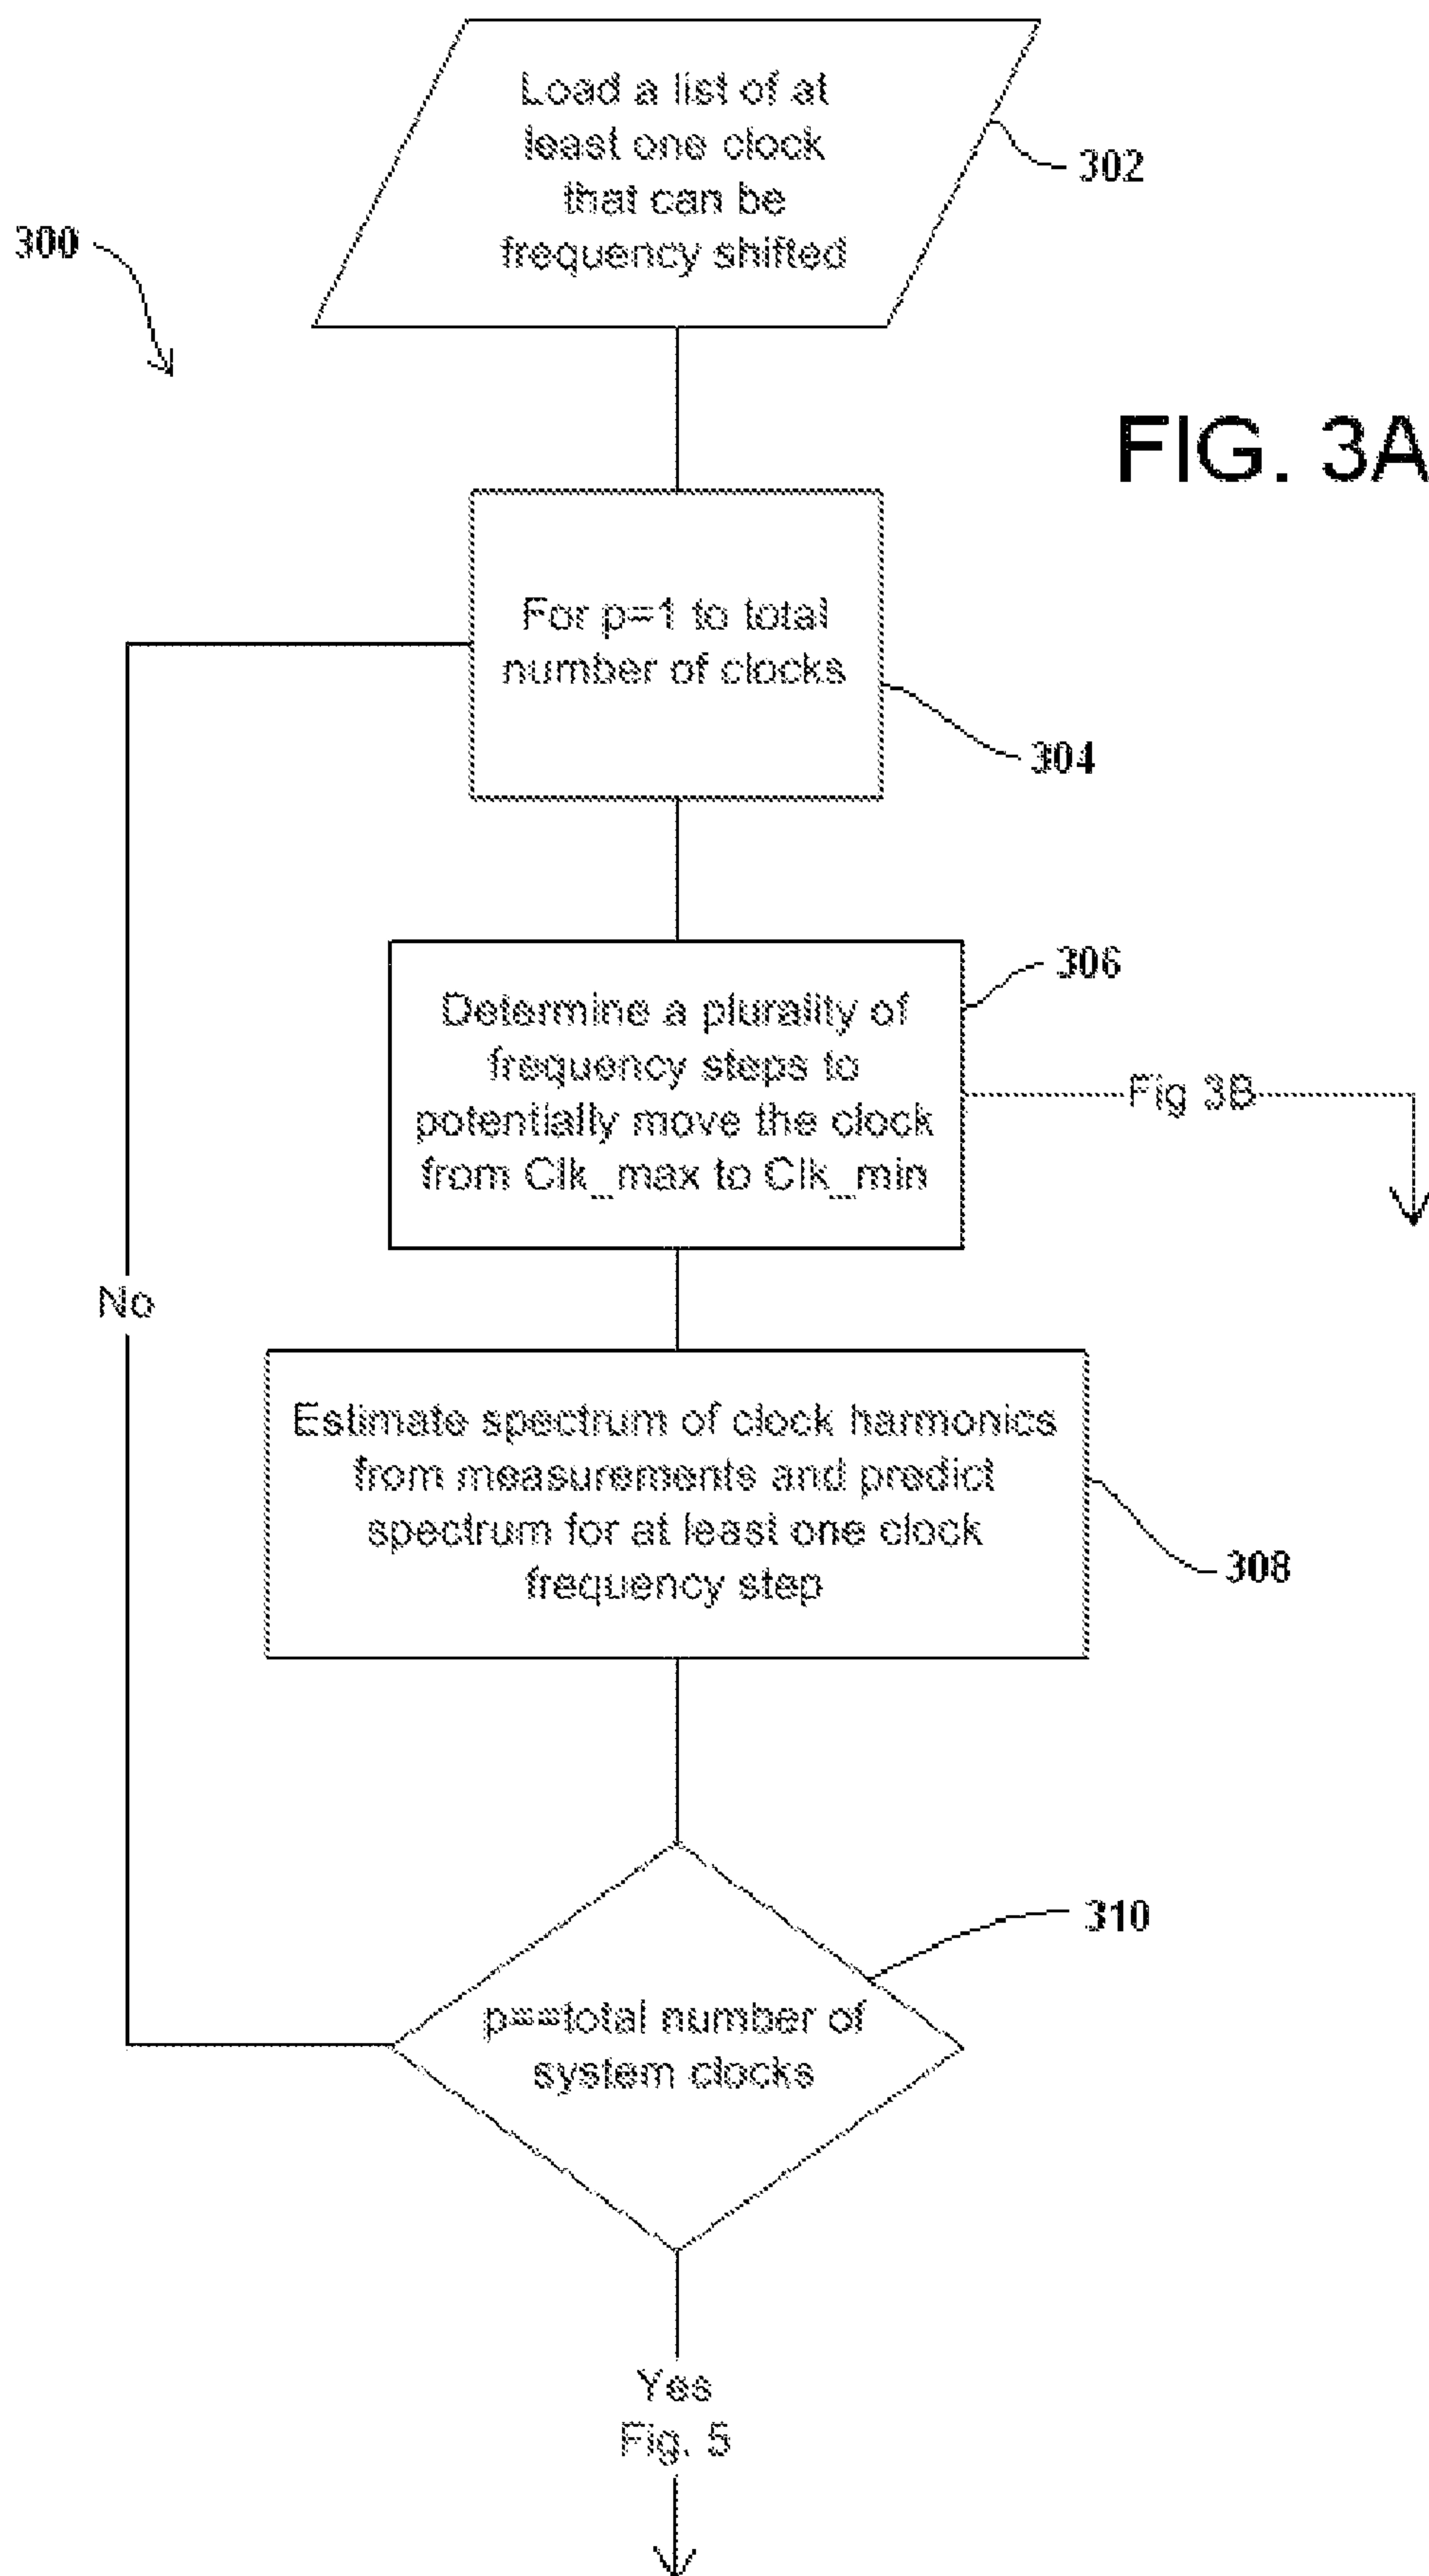 Load a list of at
least one clock
that can be
frequency shifted
302
300
FIG. 3A
For p=1 to total
number of clocks
304
306
Determine a plurality of
frequency steps to
potentially move the clock
from Clk_max to Clk_min
Fig 3B
No
Estimate spectrum of clock harmonics
from measurements and predict
spectrum for at least one clock
frequency step
308
310
p==total number of
system clocks
Yes
Fig. 5